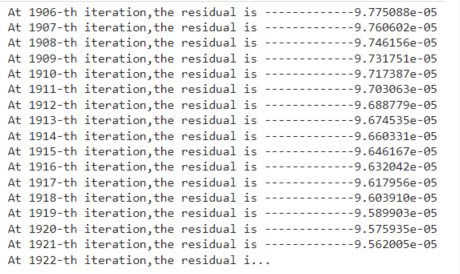 At 1906-th iteration,the residual is -------------9.775088e-05
At 1907-th iteration,the residual is -------------9.760602e-05
At 1908-th iteration,the residual is -------------9.746156e-05
At 1909-th iteration,the residual is -------------9.731751e-05
At 1910-th iteration,the residual is -------------9.717387e-05
At 1911-th iteration,the residual is -------------9.703063e-05
At 1912-th iteration,the residual is -------------9.688779e-05
At 1913-th iteration,the residual is -------------9.674535e-05
At 1914-th iteration,the residual is -------------9.660331e-05
At 1915-th iteration,the residual is -------------9.646167e-05
At 1916-th iteration,the residual is -------------9.632042e-05
At 1917-th iteration,the residual is -------------9.617956e-05
At 1918-th iteration,the residual is -------------9.603910e-05
At 1919-th iteration,the residual is -------------9.589903e-05
At 1920-th iteration,the residual is -------------9.575935e-05
At 1921-th iteration,the residual is -------------9.562005e-05
At 1922-th iteration,the residual i...